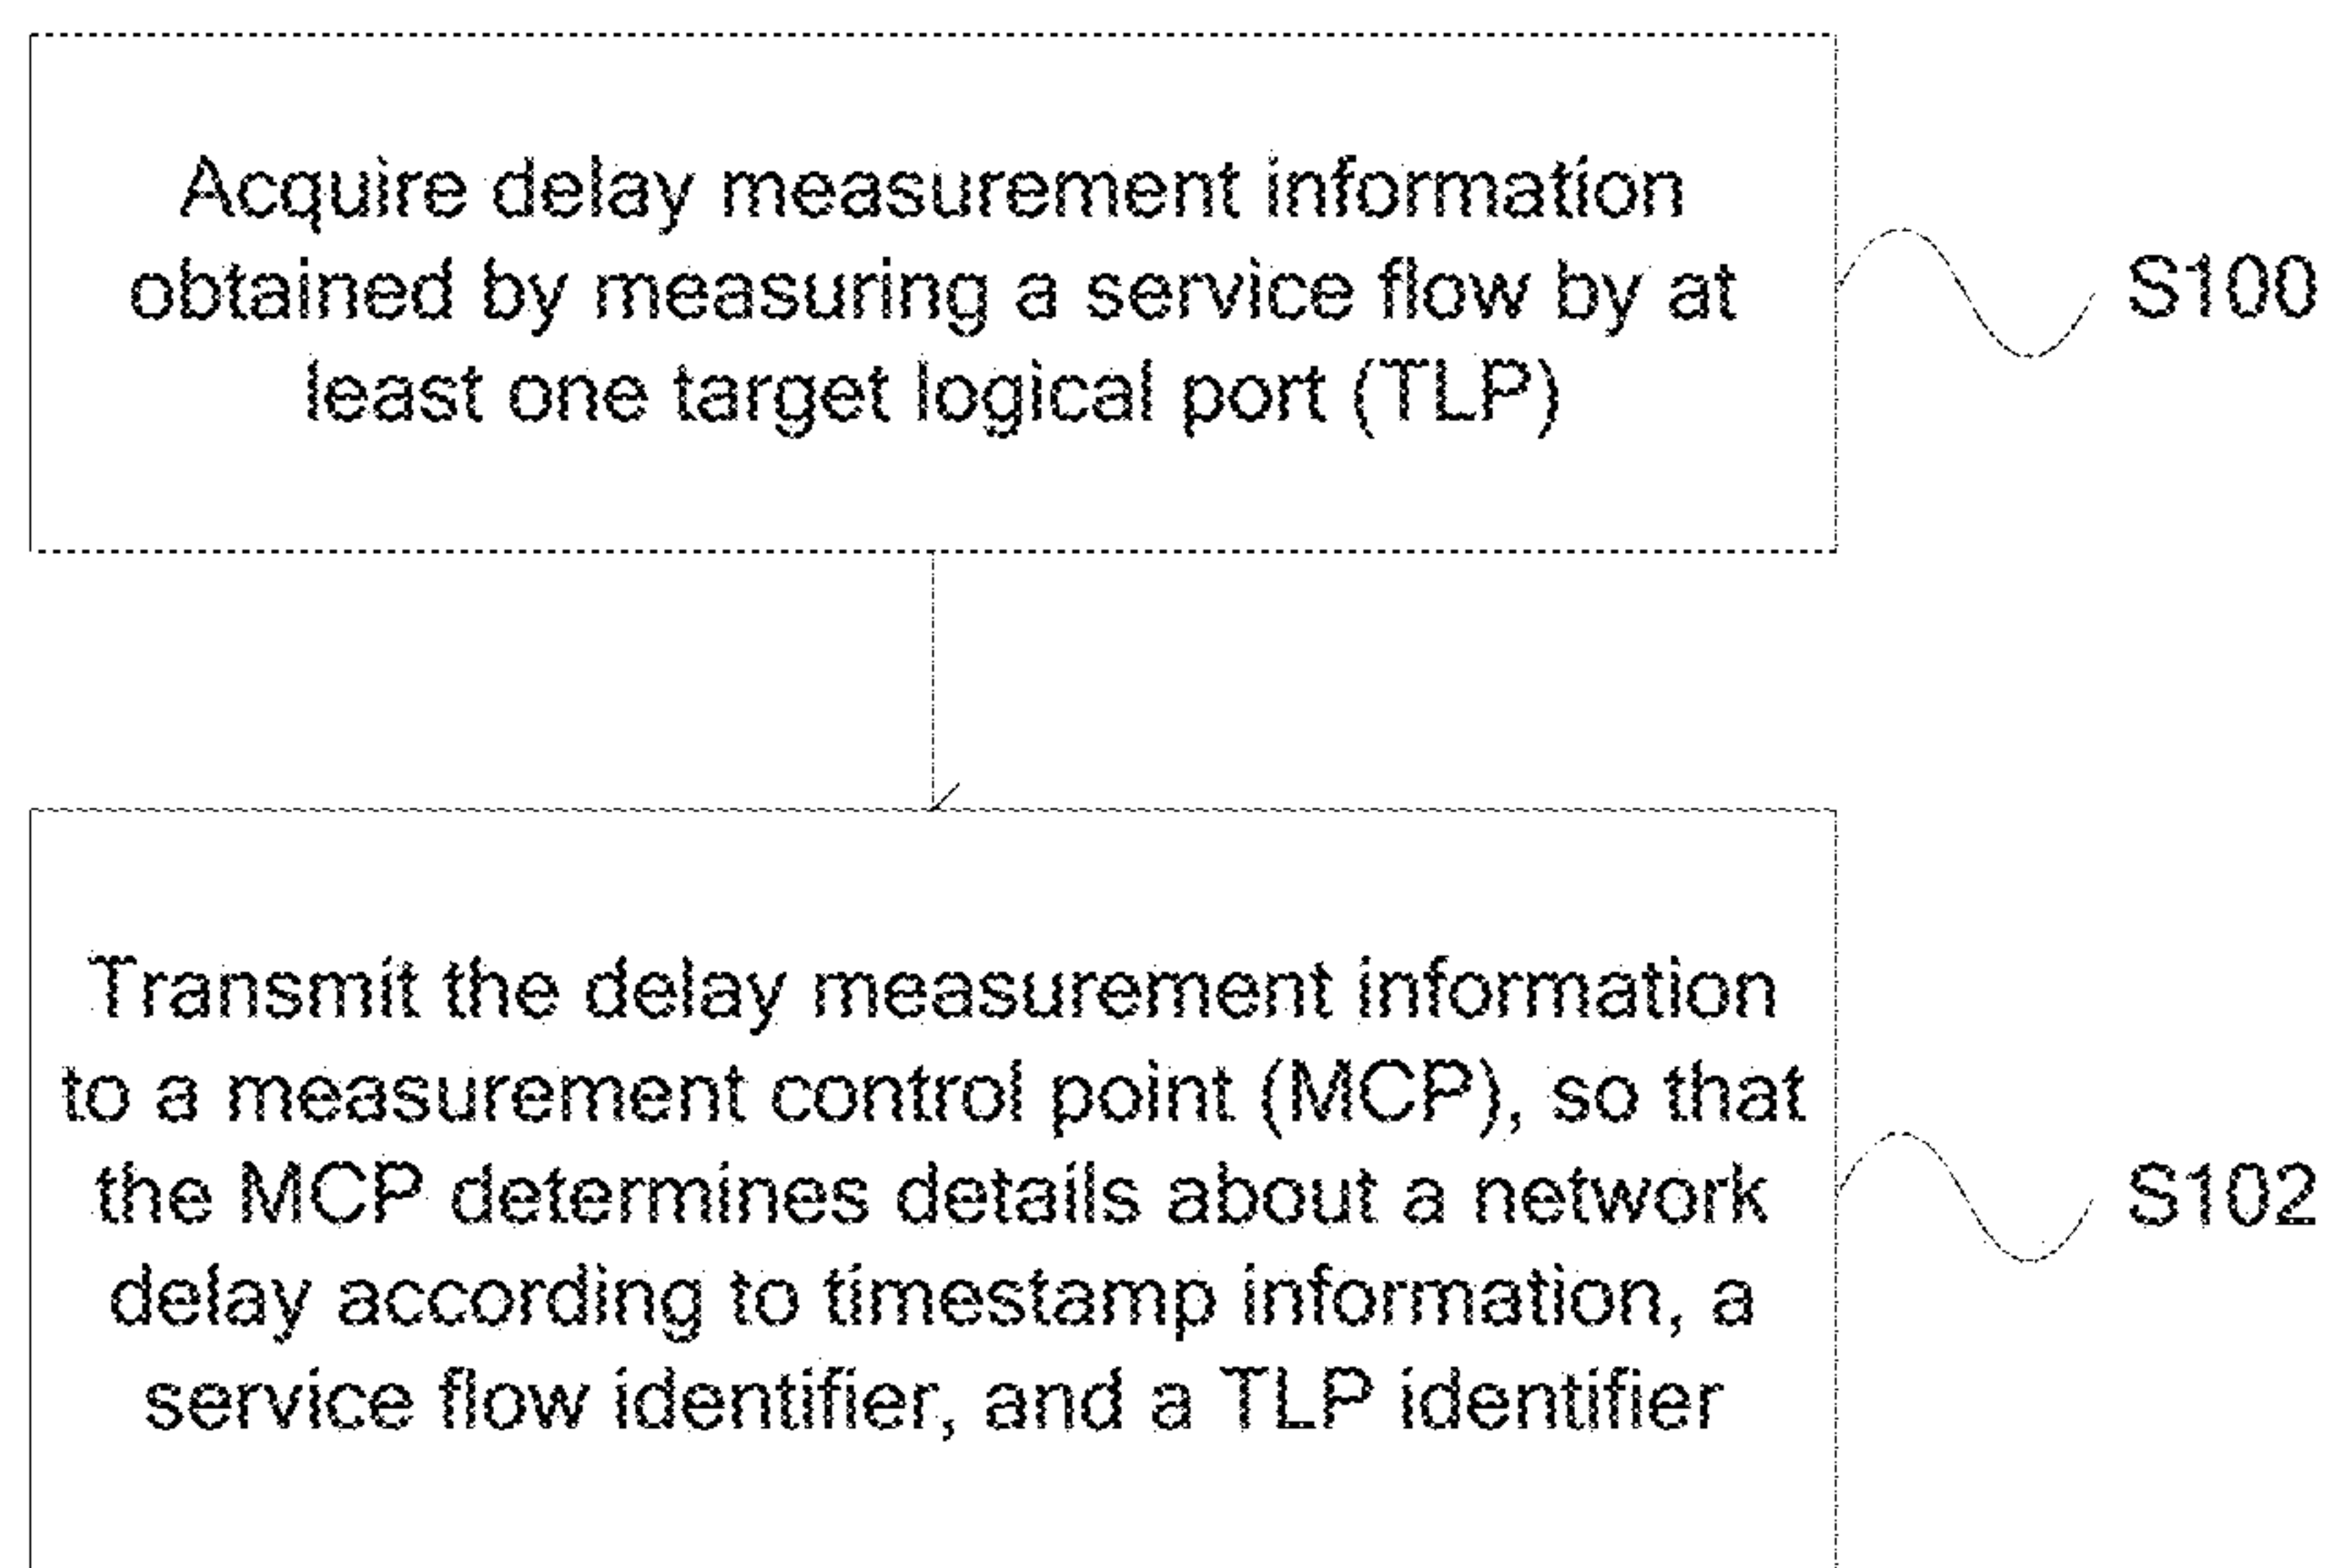 Acquire delay measurement information
obtained by measuring a service flow by at
least one target logical port (TLP)
S100
Transmit the delay measurement information
to a measurement control point (MCP), so that
the MCP determines details about a network
delay according to timestamp information, a
service flow identifier, and a TLP identifier
S102